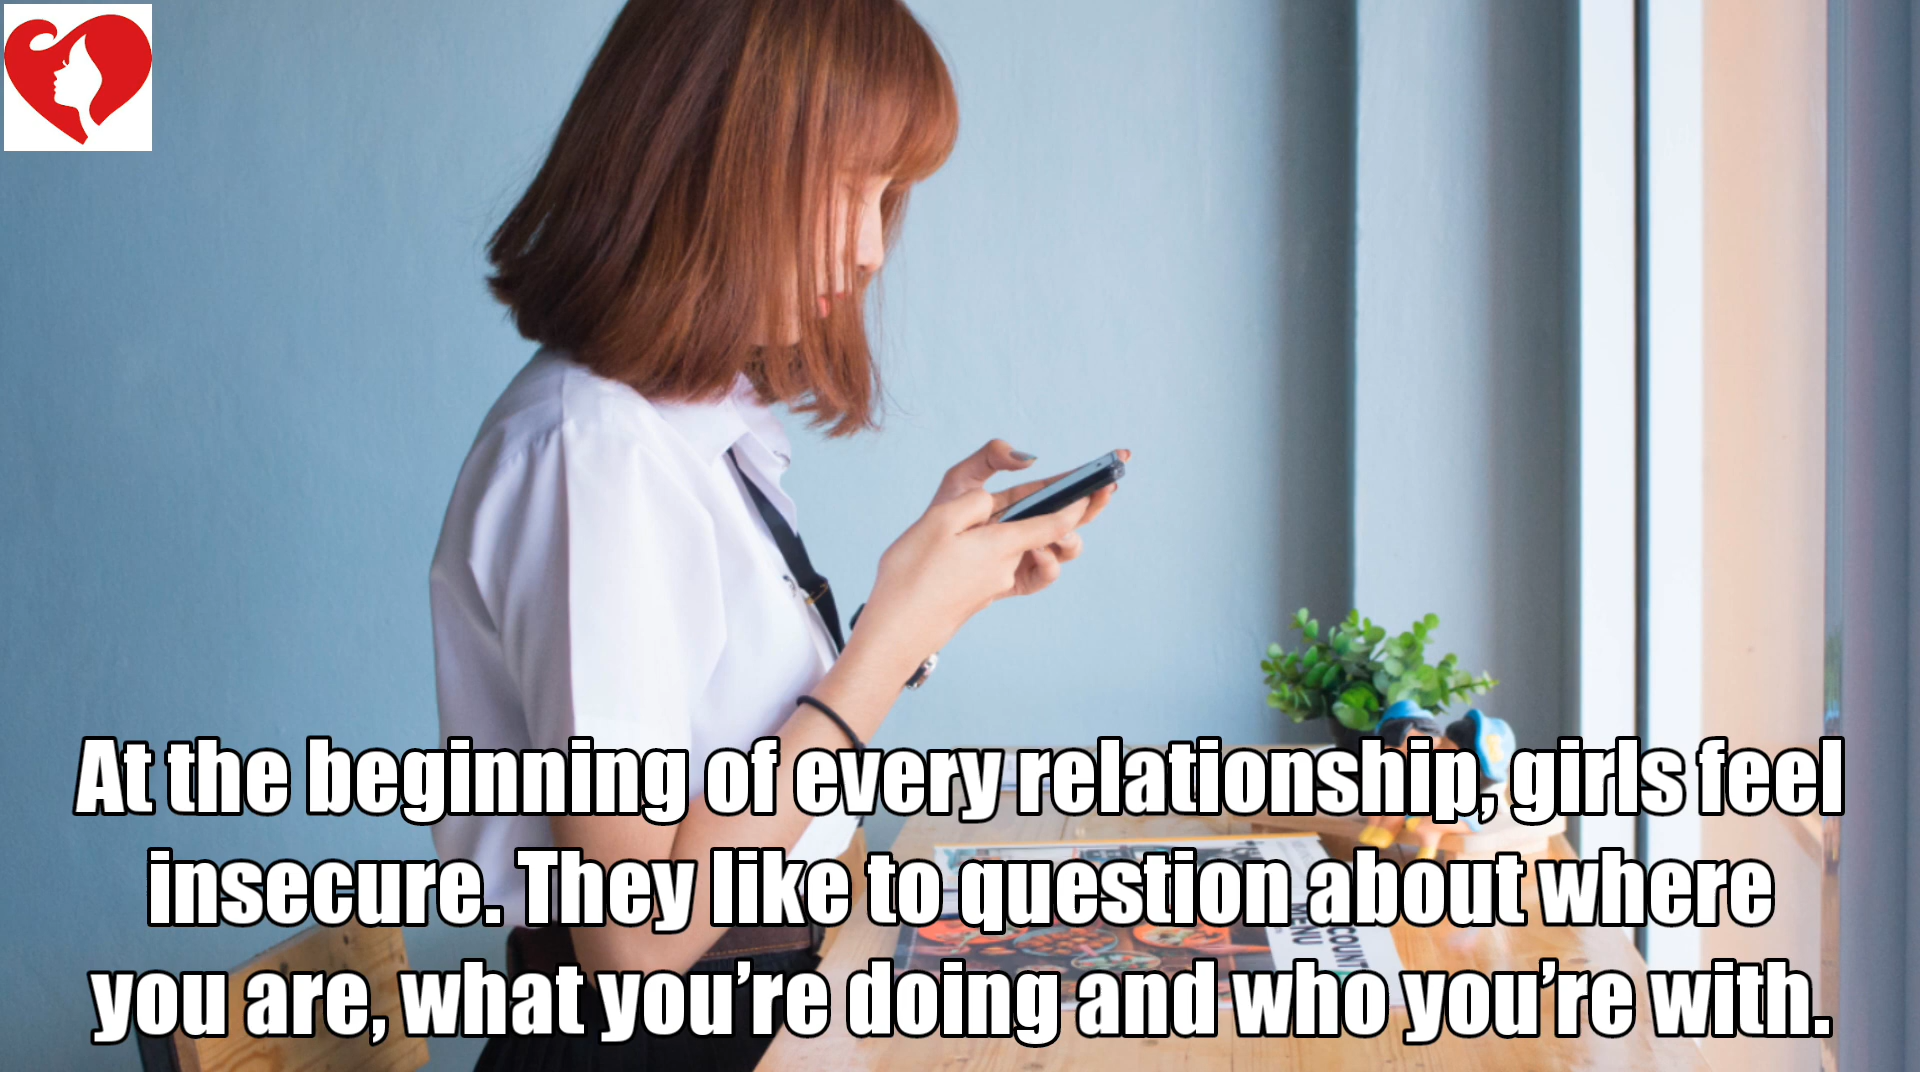 At the beginning of every relationship, girls feel
insecure. They like to question about where
you are, what you’re doing and who you’re with.
MENU